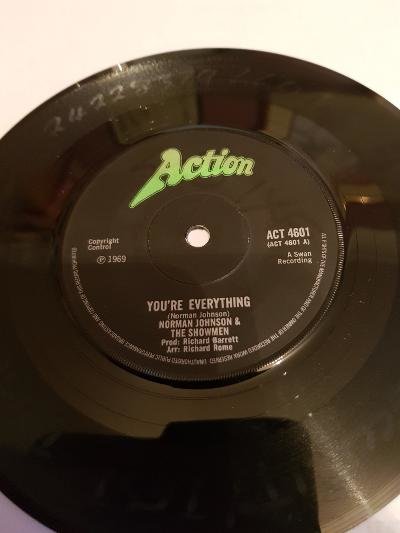 Action
Copyright
Control
℗ 1969
ACT 4601
(ACT 4601 A)
A Swan
Recording
YOU'RE EVERYTHING
(Norman Johnson)
NORMAN JOHNSON &
THE SHOWMEN
Prod: Richard Barrett
Arr: Richard Rome